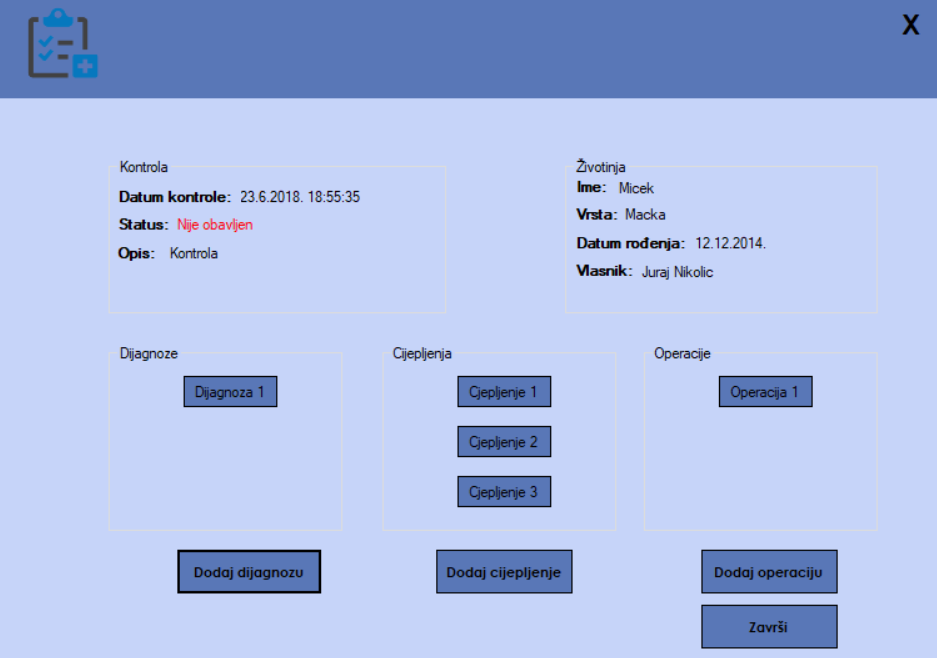 X
Kontrola
Datum kontrole: 23.6.2018. 18:55:35
Status: Nije obavljen
Opis: Kontrola
Životinja
Ime: Micek
Vrsta: Macka
Datum rođenja: 12.12.2014.
Vlasnik: Juraj Nikolic
Dijagnoze
Dijagnoza 1
Cijepljenja
Cjepljenje 1
Cjepljenje 2
Cjepljenje 3
Operacije
Operacija 1
Dodaj dijagnozu
Dodaj cijepljenje
Dodaj operaciju
Završi